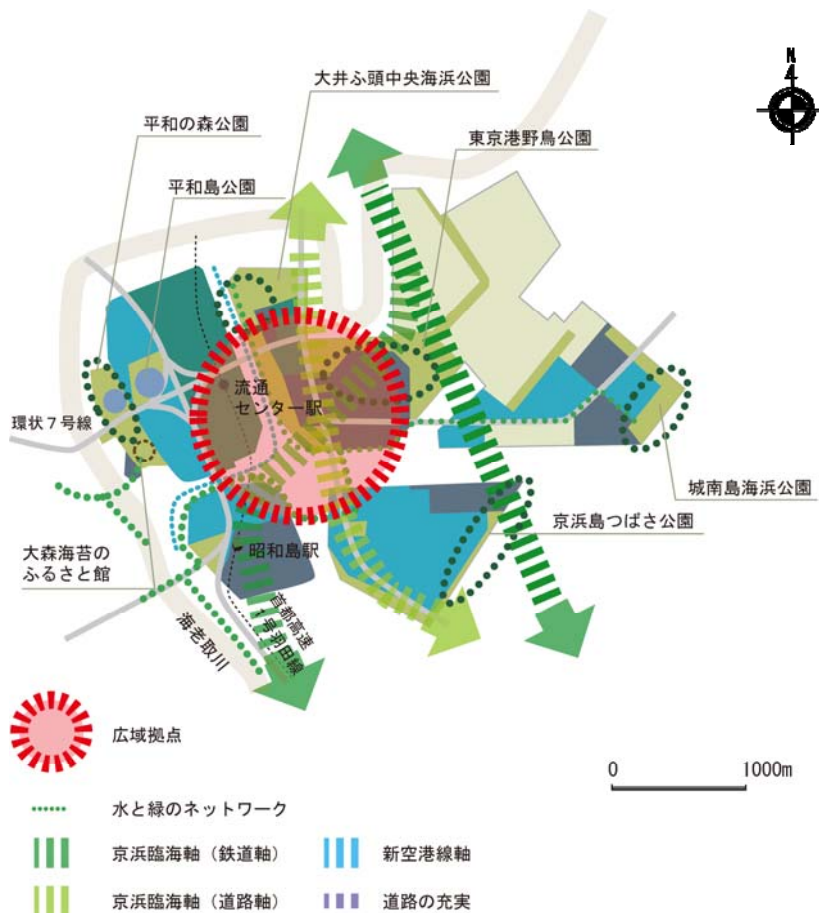 N
大井ふ頭中央海浜公園
平和の森公園
東京港野鳥公園
平和島公園
流通
センター駅
環状7号線
城南島海浜公園
京浜島つばさ公園
大森海苔の
ふるさと館
昭和島駅
首都高速
1号羽田線
海老取川
広域拠点
0 1000m
水と緑のネットワーク
京浜臨海軸（鉄道軸）
新空港線軸
京浜臨海軸（道路軸）
道路の充実